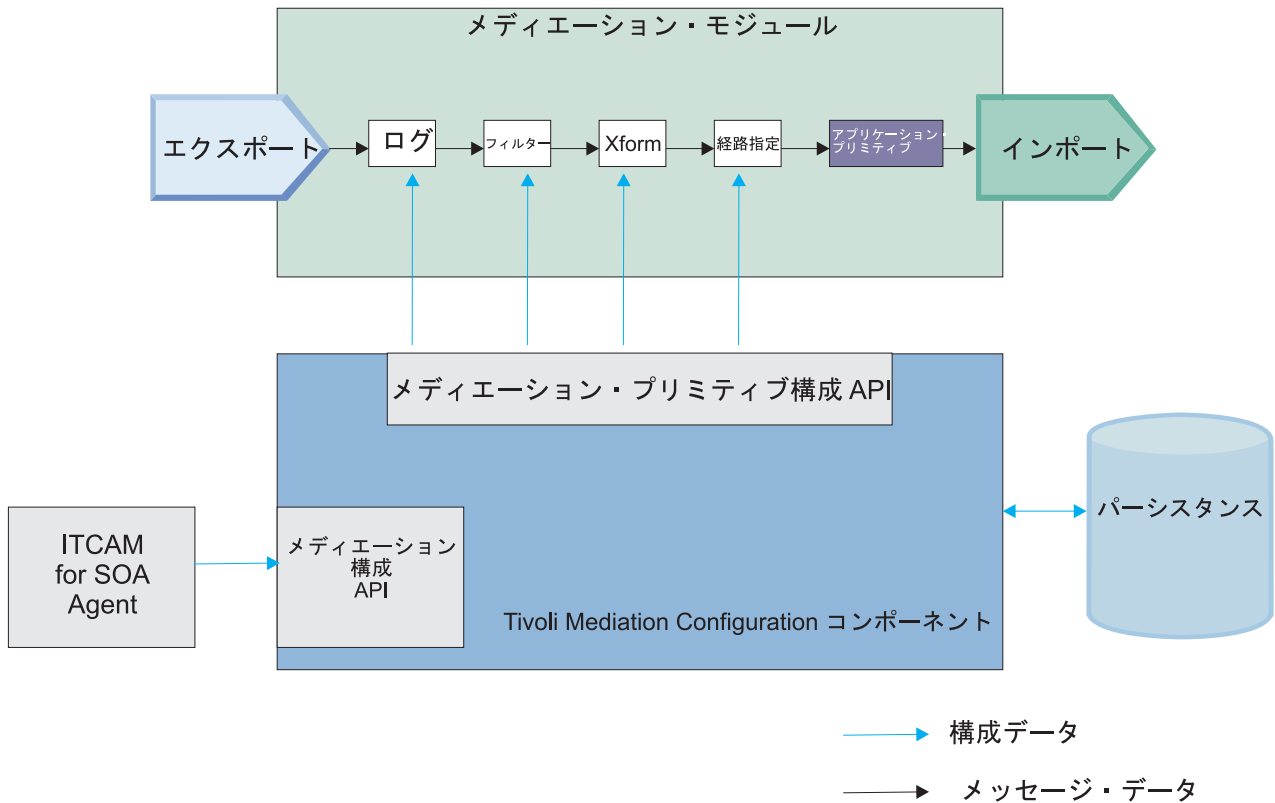 メディエーション・モジュール
エクスポート
ログ
フィルター
Xform
経路指定
アプリケーション・
プリミティブ
インポート
メディエーション・プリミティブ構成 API
ITCAM
for SOA
Agent
メディエーション
構成
API
Tivoli Mediation Configuration コンポーネント
パーシスタンス
構成データ
メッセージ・データ